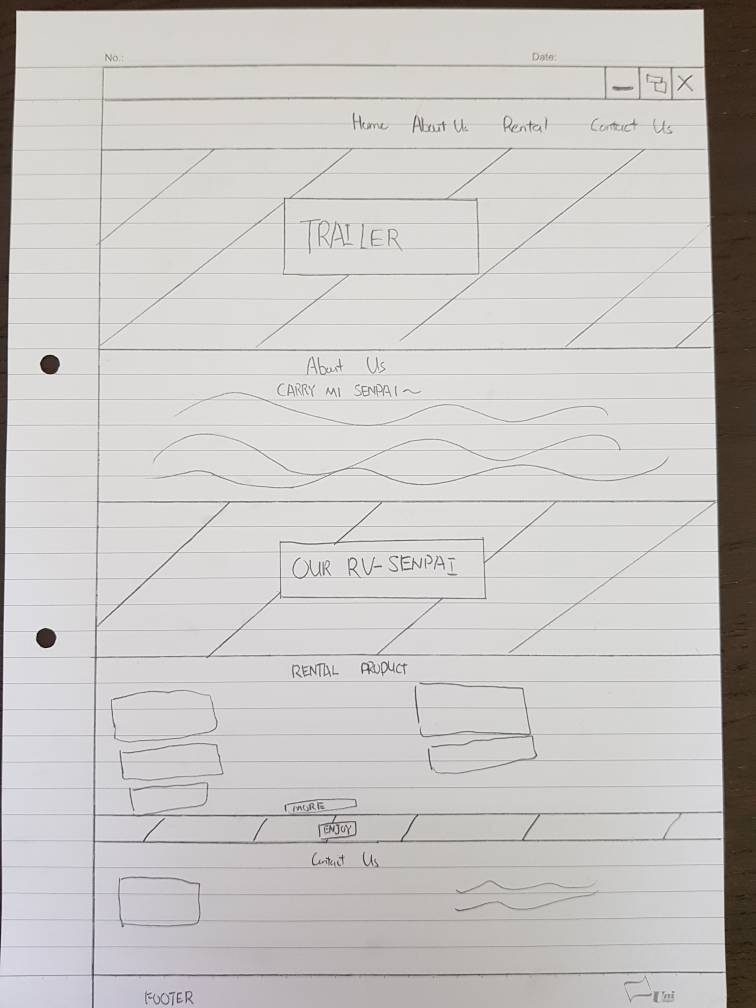 No.: Date:
Home About Us Rental Contact Us
TRAILER
About Us
CARRY MI SENPAI~
OUR RV-SENPAI
RENTAL PRODUCT
MORE
ENJOY
Contact Us
FOOTER
Uni